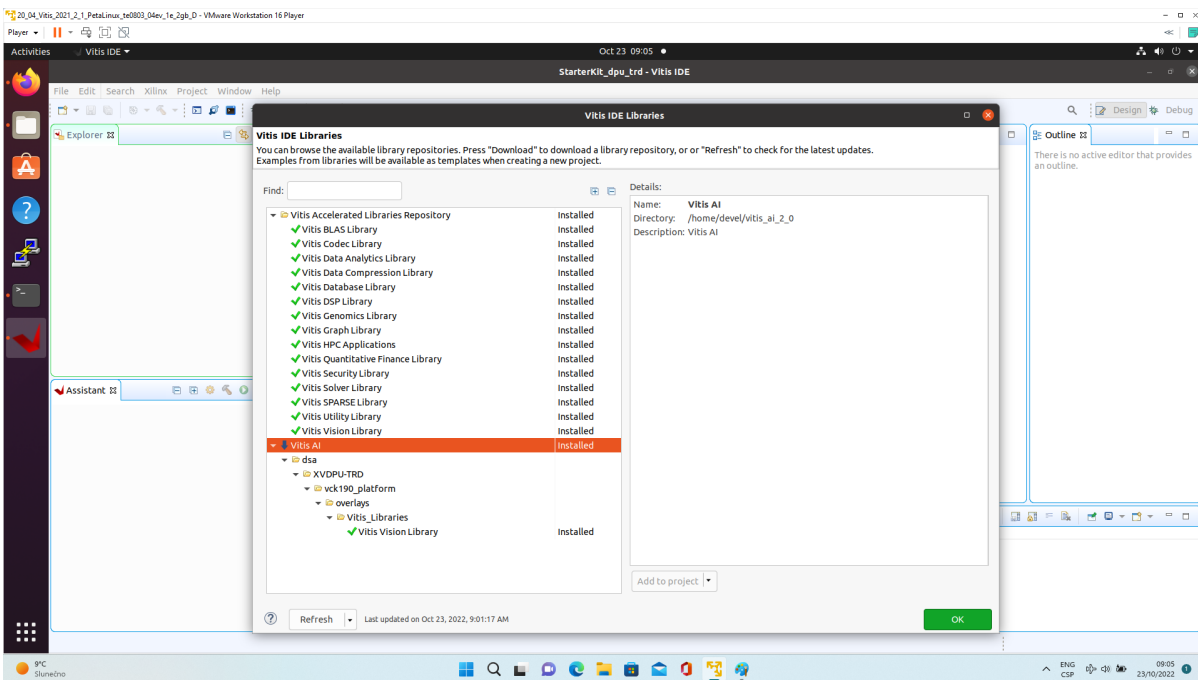 20_04_Vitis_2021_2_1_PetaLinux_te0803_04ev_1e_2gb_D - VMware Workstation 16 Player
Player
Activities Vitis IDE Oct 23 09:05
StarterKit_dpu_trd - Vitis IDE
File Edit Search Xilinx Project Window Help
Design Debug
Vitis IDE Libraries
Explorer
Outline
There is no active editor that provides
an outline.
Vitis IDE Libraries
You can browse the available library repositories. Press "Download" to download a library repository, or or "Refresh" to check for the latest updates.
Examples from libraries will be available as templates when creating a new project.
Find:
Details:
Vitis Accelerated Libraries Repository Installed
Vitis BLAS Library Installed
Vitis Codec Library Installed
Vitis Data Analytics Library Installed
Vitis Data Compression Library Installed
Vitis Database Library Installed
Vitis DSP Library Installed
Vitis Genomics Library Installed
Vitis Graph Library Installed
Vitis HPC Applications Installed
Vitis Quantitative Finance Library Installed
Vitis Security Library Installed
Vitis Solver Library Installed
Vitis SPARSE Library Installed
Vitis Utility Library Installed
Vitis Vision Library Installed
Vitis AI Installed
dsa
XVDPU-TRD
vck190_platform
overlays
Vitis_Libraries
Vitis Vision Library Installed
Name: Vitis AI
Directory: /home/devel/vitis_ai_2_0
Description: Vitis AI
Add to project
Assistant
Refresh
Last updated on Oct 23, 2022, 9:01:17 AM
OK
9°C
Slunečno
ENG
CSP
09:05
23/10/2022
1